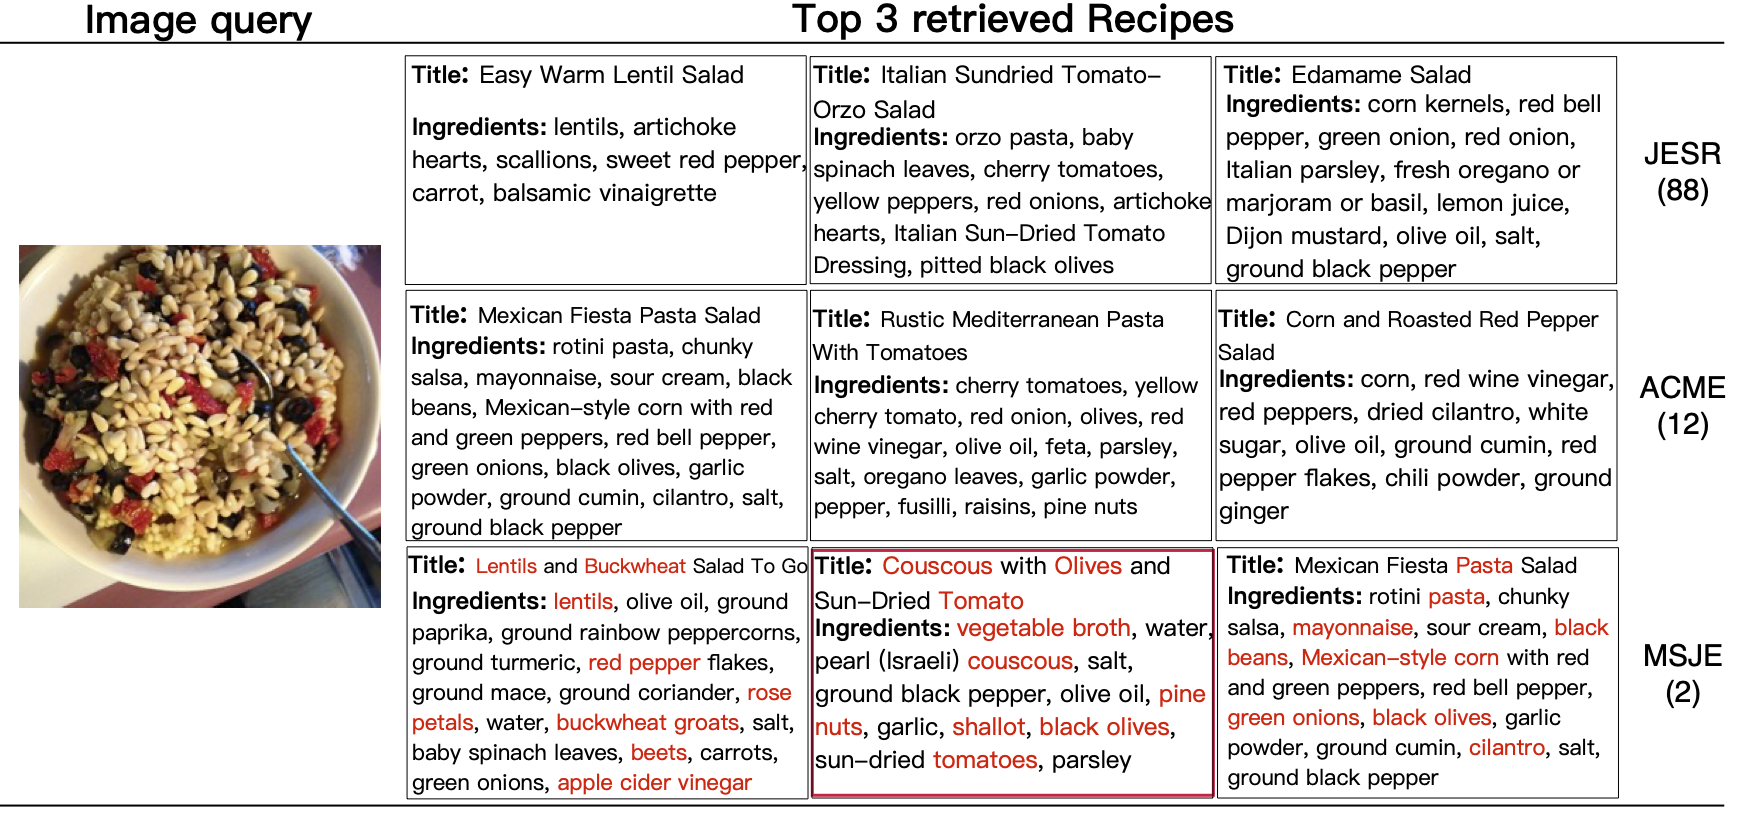 Image query
Top 3 retrieved Recipes
Title: Easy Warm Lentil Salad
Ingredients: lentils, artichoke
hearts, scallions, sweet red pepper,
carrot, balsamic vinaigrette
Title: Italian Sundried Tomato–
Orzo Salad
Ingredients: orzo pasta, baby
spinach leaves, cherry tomatoes,
yellow peppers, red onions, artichoke
hearts, Italian Sun–Dried Tomato
Dressing, pitted black olives
Title: Edamame Salad
Ingredients: corn kernels, red bell
pepper, green onion, red onion,
Italian parsley, fresh oregano or
marjoram or basil, lemon juice,
Dijon mustard, olive oil, salt,
ground black pepper
JESR
(88)
Title: Mexican Fiesta Pasta Salad
Ingredients: rotini pasta, chunky
salsa, mayonnaise, sour cream, black
beans, Mexican–style corn with red
and green peppers, red bell pepper,
green onions, black olives, garlic
powder, ground cumin, cilantro, salt,
ground black pepper
Title: Rustic Mediterranean Pasta
With Tomatoes
Ingredients: cherry tomatoes, yellow
cherry tomato, red onion, olives, red
wine vinegar, olive oil, feta, parsley,
salt, oregano leaves, garlic powder,
pepper, fusilli, raisins, pine nuts
Title: Corn and Roasted Red Pepper
Salad
Ingredients: corn, red wine vinegar,
red peppers, dried cilantro, white
sugar, olive oil, ground cumin, red
pepper flakes, chili powder, ground
ginger
ACME
(12)
Title: Lentils and Buckwheat Salad To Go
Ingredients: lentils, olive oil, ground
paprika, ground rainbow peppercorns,
ground turmeric, red pepper flakes,
ground mace, ground coriander, rose
petals, water, buckwheat groats, salt,
baby spinach leaves, beets, carrots,
green onions, apple cider vinegar
Title: Couscous with Olives and
Sun–Dried Tomato
Ingredients: vegetable broth, water,
pearl (Israeli) couscous, salt,
ground black pepper, olive oil, pine
nuts, garlic, shallot, black olives,
sun–dried tomatoes, parsley
Title: Mexican Fiesta Pasta Salad
Ingredients: rotini pasta, chunky
salsa, mayonnaise, sour cream, black
beans, Mexican–style corn with red
and green peppers, red bell pepper,
green onions, black olives, garlic
powder, ground cumin, cilantro, salt,
ground black pepper
MSJE
(2)